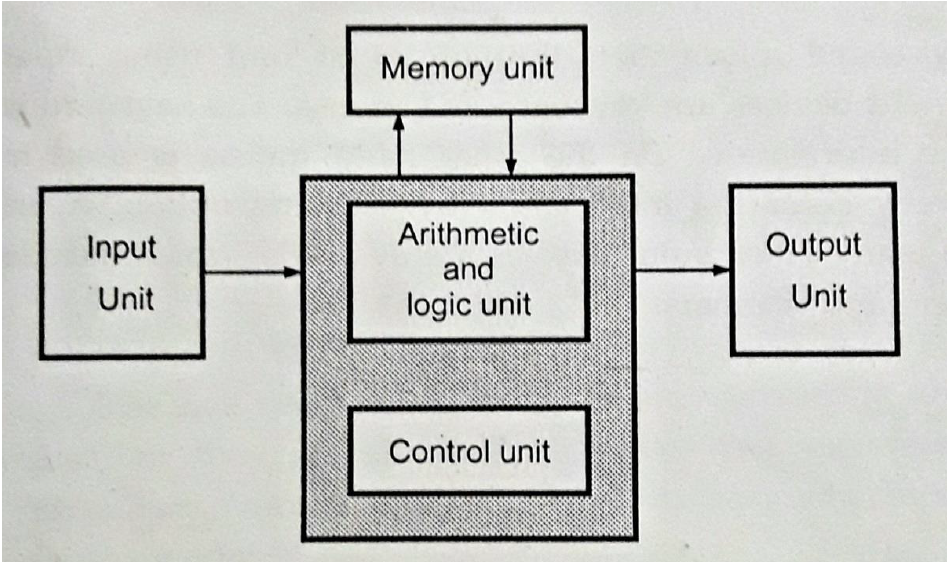 Memory unit
Input
Unit
Arithmetic
and
logic unit
Output
Unit
Control unit